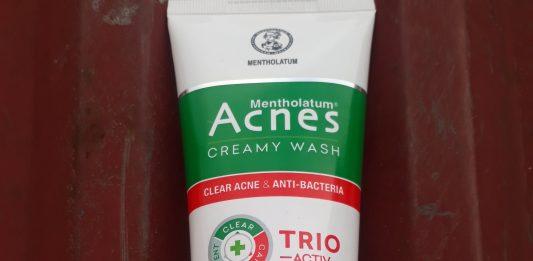 MENTHOLATUM
Mentholatum®
Acnes
CREAMY WASH
CLEAR ACNE & ANTI-BACTERIA
CLEAR
TRIO
ACTIV